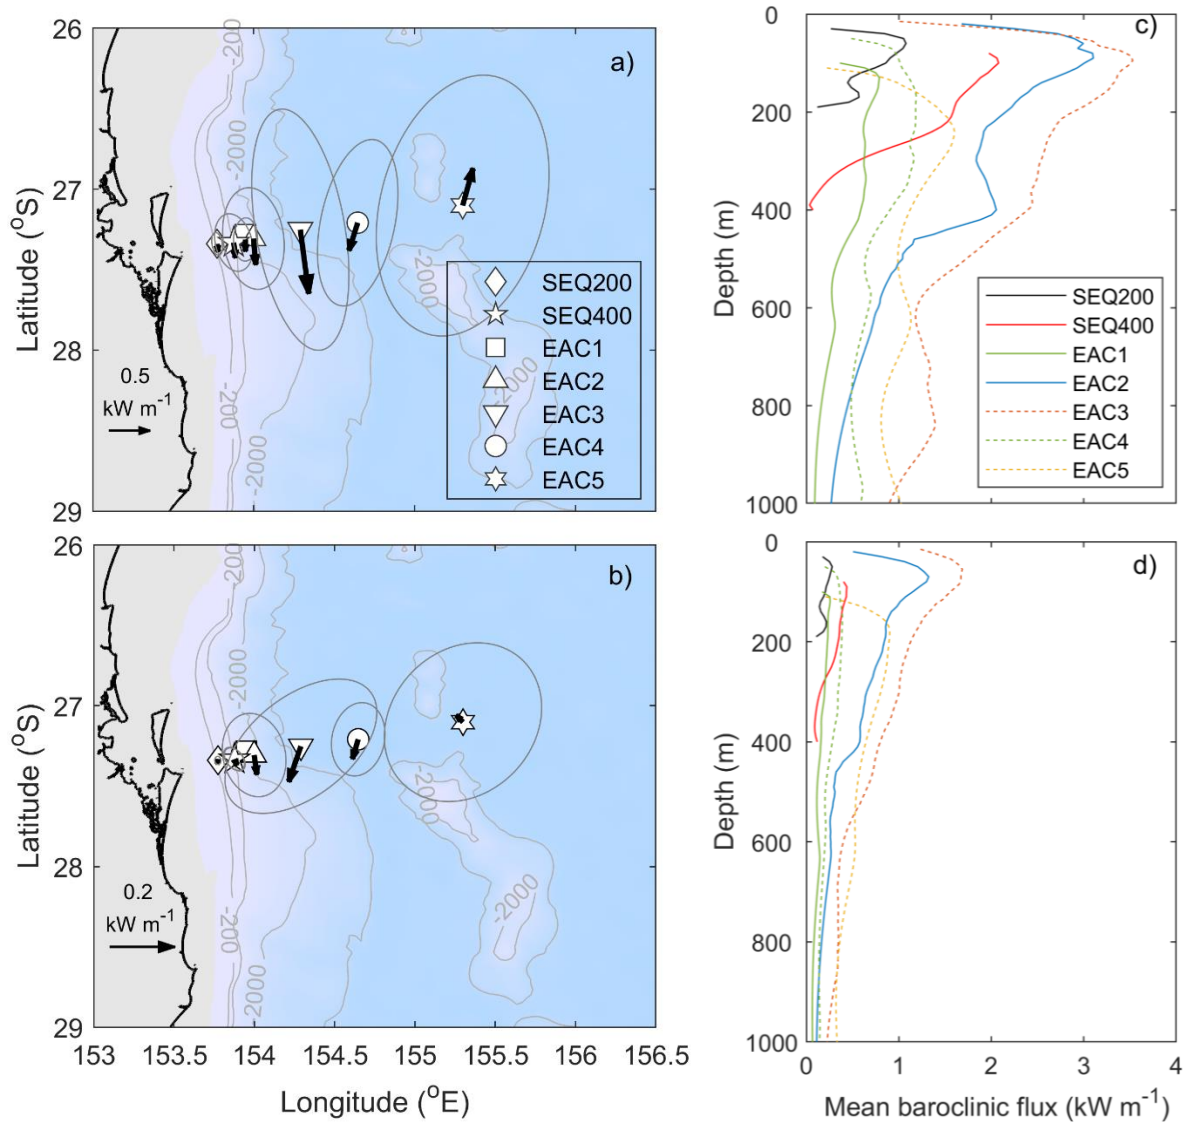 26
27
28
29
Latitude (°S)
a)
-200
-2000
-200
-2000
-2000
-2000
0.5
kW m⁻¹
SEQ200
SEQ400
EAC1
EAC2
EAC3
EAC4
EAC5
26
27
28
29
Latitude (°S)
b)
-200
-2000
-200
-2000
-2000
-2000
0.2
kW m⁻¹
153
153.5
154
154.5
155
155.5
156
156.5
Longitude (°E)
0
200
400
600
800
1000
Depth (m)
c)
SEQ200
SEQ400
EAC1
EAC2
EAC3
EAC4
EAC5
0
200
400
600
800
1000
Depth (m)
d)
0
1
2
3
4
Mean baroclinic flux (kW m⁻¹)